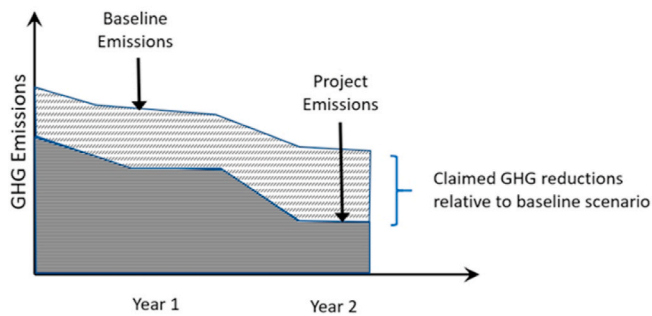 Baseline
Emissions
Project
Emissions
GHG Emissions
Claimed GHG reductions
relative to baseline scenario
Year 1
Year 2